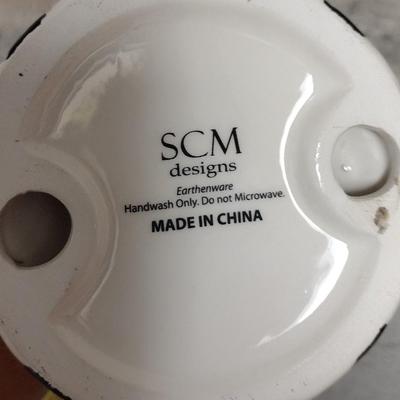 SCM
designs
Earthenware
Handwash Only. Do not Microwave.
MADE IN CHINA